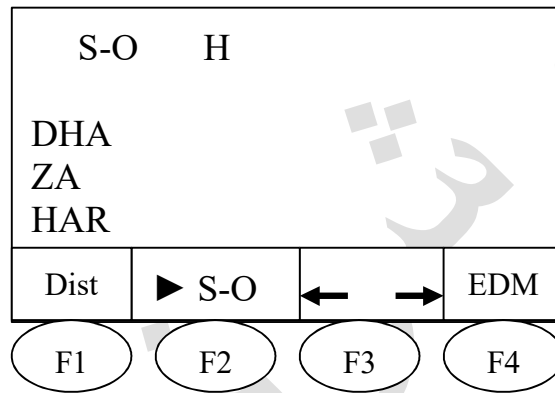 S-O H
DHA
ZA
HAR
Dist ► S-O ← → EDM
F1 F2 F3 F4